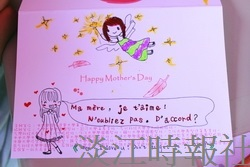 Happy Mother's Day
Ma mère, je t'aime!
N'oubliez pas. D'accord?
淡江時報社